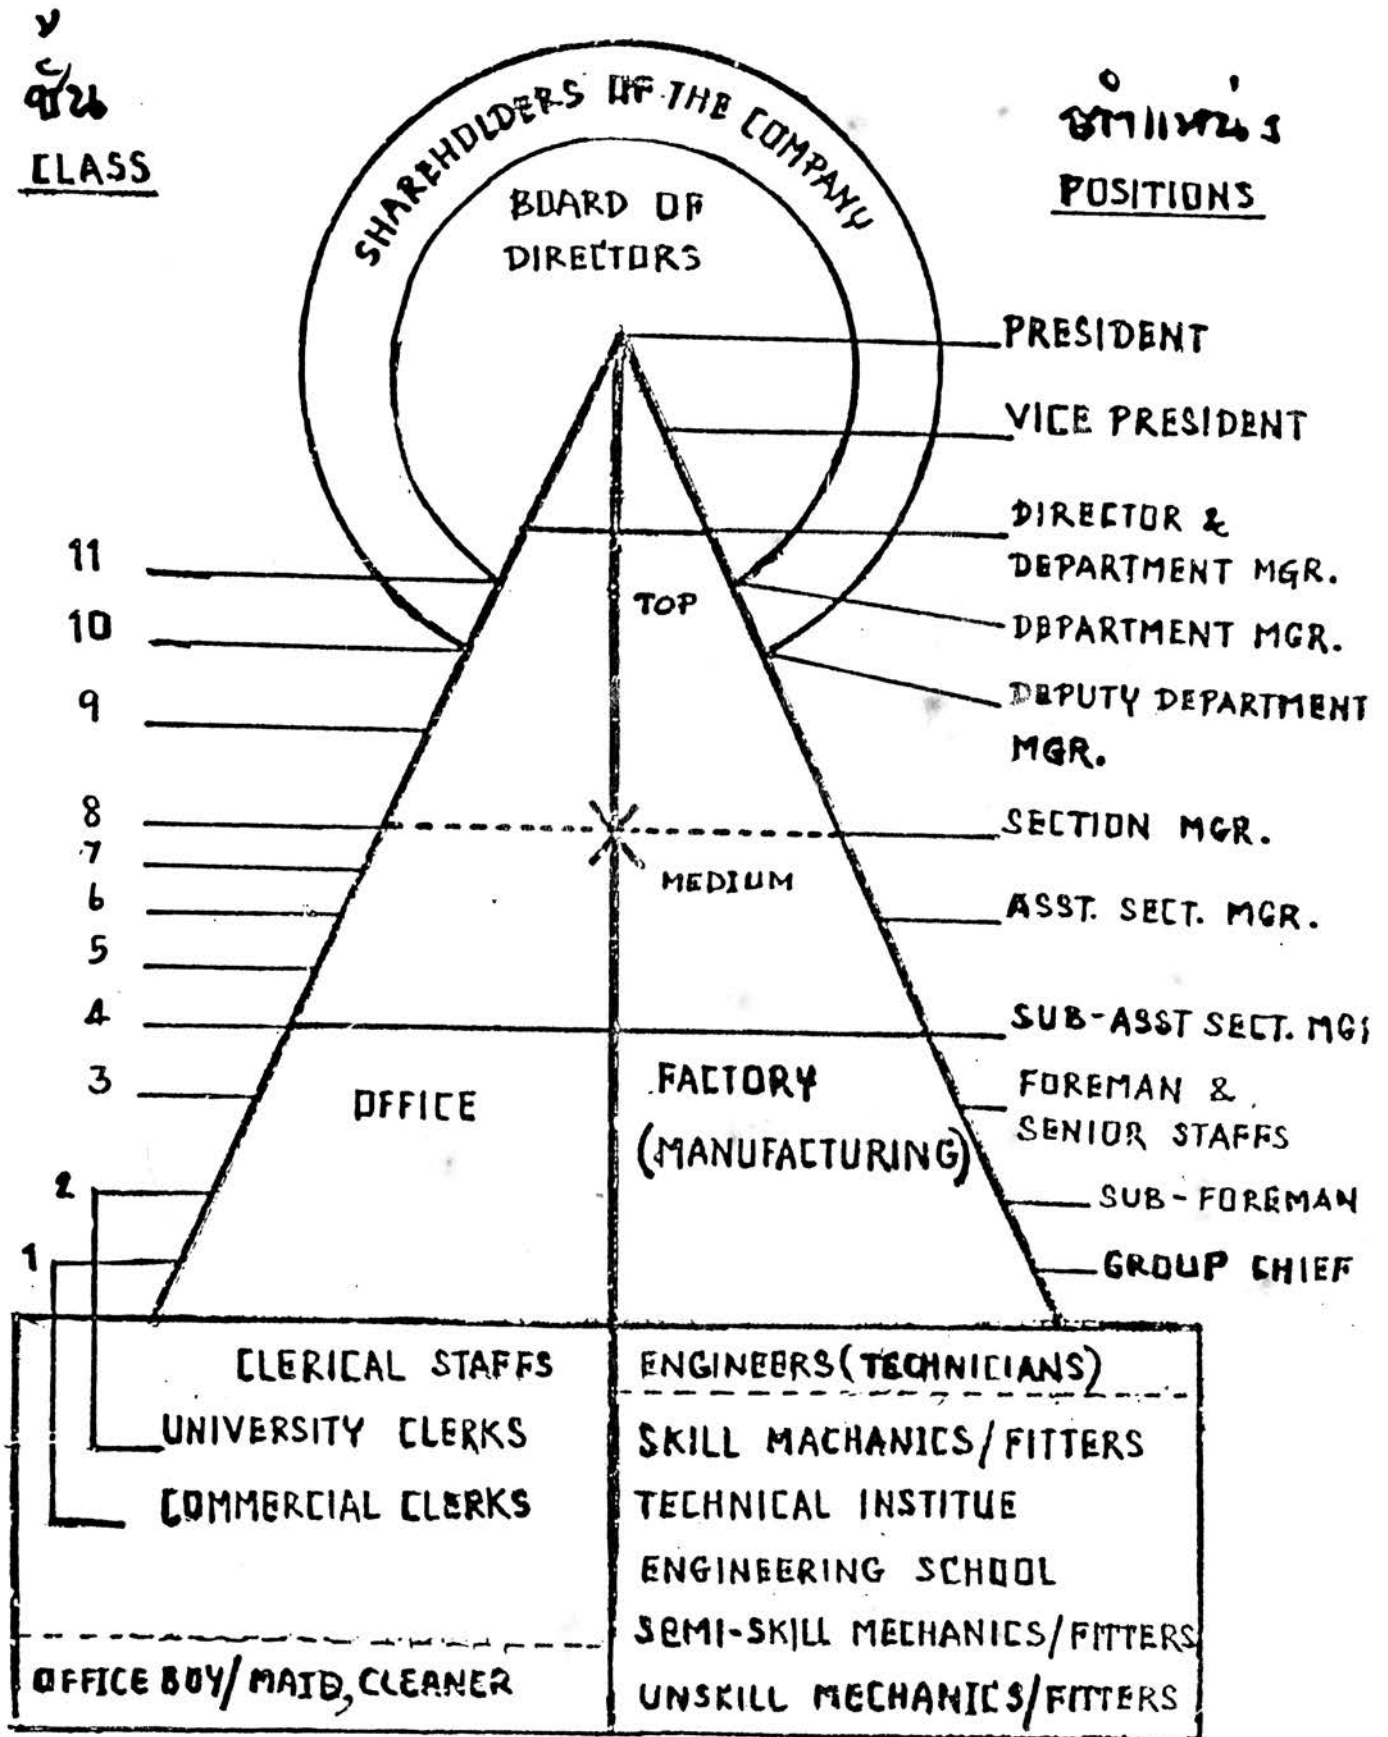 ชั้น
CLASS
ตำแหน่ง
POSITIONS
SHAREHOLDERS OF THE COMPANY
BOARD OF
DIRECTORS
PRESIDENT
VICE PRESIDENT
DIRECTOR &
DEPARTMENT MGR.
11
TOP
DEPARTMENT MGR.
10
DEPUTY DEPARTMENT
MGR.
9
8
SECTION MGR.
7
MEDIUM
6
ASST. SECT. MGR.
5
4
SUB-ASST SECT.
3
OFFICE
FACTORY
(MANUFACTURING)
FOREMAN &
SENIOR STAFFS
2
SUB-FOREMAN
1
GROUP CHIEF
CLERICAL STAFFS
UNIVERSITY CLERKS
COMMERCIAL CLERKS
OFFICE BOY/MAID, CLEANER
ENGINEERS (TECHNICIANS)
SKILL MACHANICS/FITTERS
TECHNICAL INSTITUE
ENGINEERING SCHOOL
SEMI-SKILL MECHANICS/FITTERS
UNSKILL MECHANICS/FITTERS